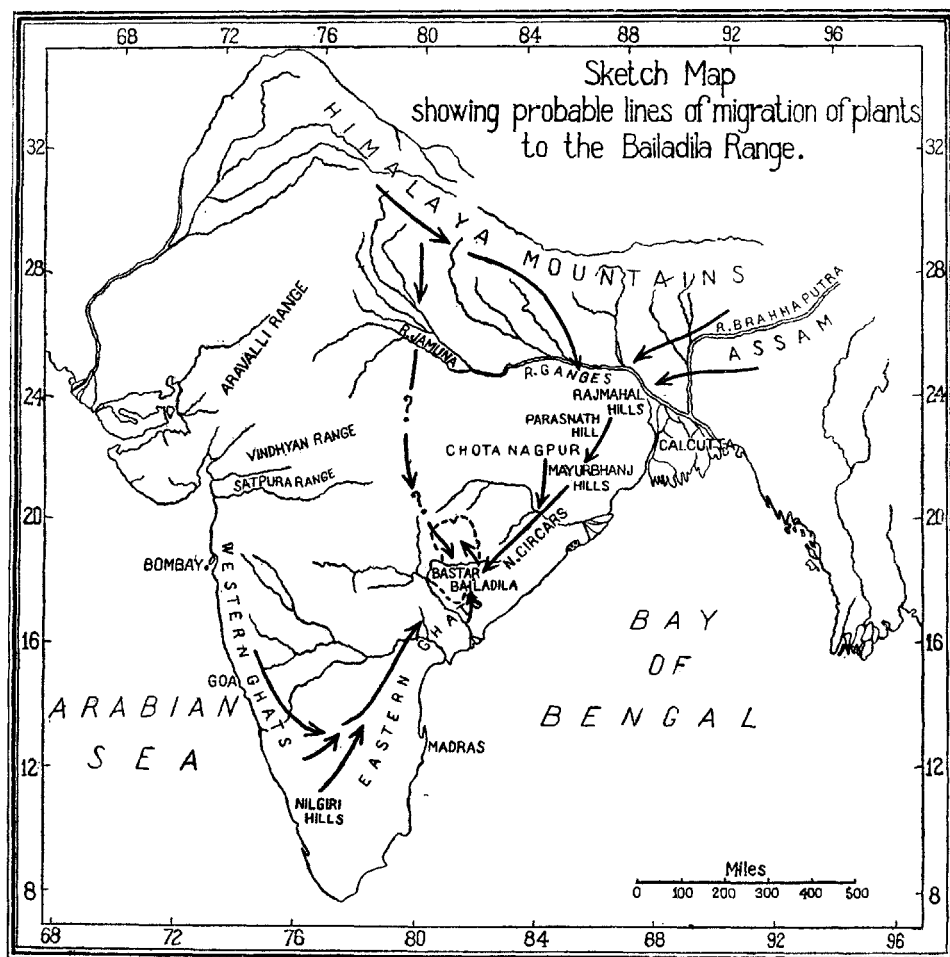 68 72 76 80 84 88 92 96
Sketch Map
showing probable lines of migration of plants
to the Bailadila Range.
32 32
HIMALAYA MOUNTAINS
28 28
R. BRAHHAPUTRA
ASSAM
ARAVALLI RANGE
R. JAMUNA
R. GANGES
24 24
RAJMAHAL
HILLS
?
PARASNATH
HILL
VINDHYAN RANGE
CHOTA NAGPUR
CALCUTTA
SATPURA RANGE
MAYURBHANJ
HILLS
?
20 20
N. CIRCARS
BOMBAY
BASTAR
BAILADILA
WESTERN GHATS
EASTERN GHATS
16 16
BAY
OF
BENGAL
GOA
ARABIAN
SEA
MADRAS
12 12
NILGIRI
HILLS
Miles
0 100 200 300 400 500
8 8
68 72 76 80 84 88 92 96